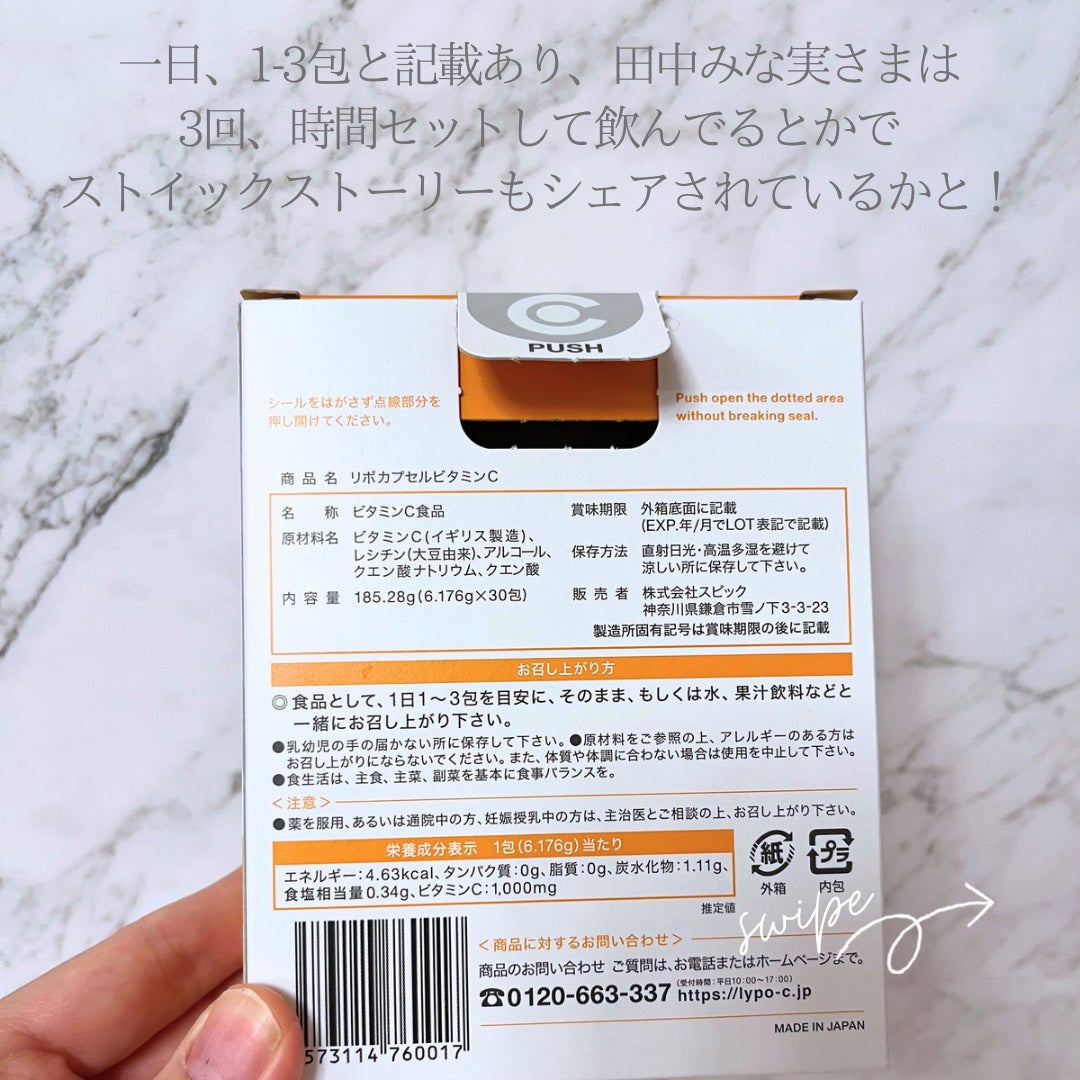 一日、1-3包と記載あり、田中みな実さまは
3回、時間セットして飲んでるとかで
ストイックストーリーもシェアされているかと！
C
PUSH
シールをはがさず点線部分を
押し開けてください。
Push open the dotted area
without breaking seal.
商品名 リポカプセルビタミンC
名称 ビタミンC食品
原材料名 ビタミンC(イギリス製造)、
レシチン(大豆由来)、アルコール、
クエン酸ナトリウム、クエン酸
内容量 185.28g(6.176g×30包)
賞味期限 外箱底面に記載
(EXP.年/月でLOT表記で記載)
保存方法 直射日光・高温多湿を避けて
涼しい所に保存して下さい。
販売者 株式会社スピック
神奈川県鎌倉市雪ノ下3-3-23
製造所固有記号は賞味期限の後に記載
お召し上がり方
◎食品として、1日1〜3包を目安に、そのまま、もしくは水、果汁飲料などと
一緒にお召し上がり下さい。
●乳幼児の手の届かない所に保存して下さい。●原材料をご参照の上、アレルギーのある方は
お召し上がりにならないでください。また、体質や体調に合わない場合は使用を中止して下さい。
●食生活は、主食、主菜、副菜を基本に食事バランスを。
＜注意＞
●薬を服用、あるいは通院中の方、妊娠授乳中の方は、主治医とご相談の上、お召し上がり下さい。
栄養成分表示 1包(6.176g)当たり
エネルギー:4.63kcal、タンパク質:0g、脂質:0g、炭水化物:1.11g、
食塩相当量0.34g、ビタミンC:1,000mg
推定値
紙
外箱
プラ
内包
swipe
＜商品に対するお問い合わせ＞
商品のお問い合わせ ご質問は、お電話またはホームページまで。
(受付時間:平日10:00〜17:00)
☎0120-663-337 https://lypo-c.jp
MADE IN JAPAN
573114 760017